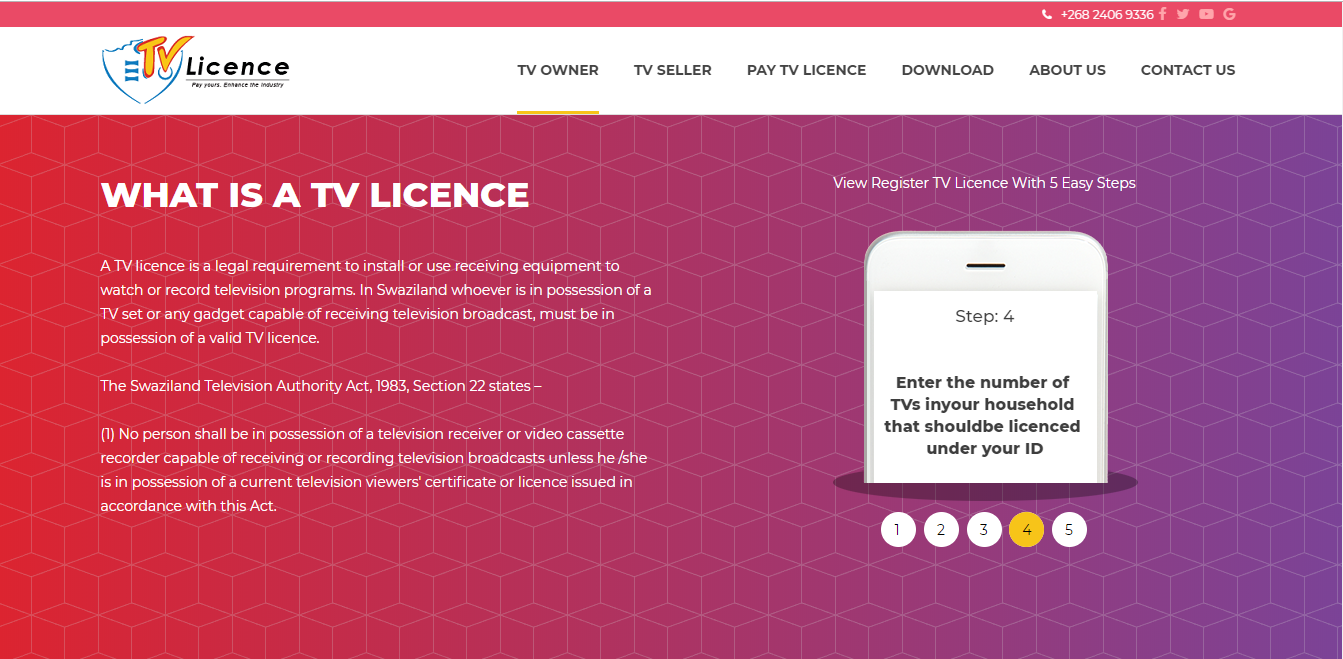 +268 2406 9336
TV Licence
Pay yours. Enhance the industry
TV OWNER TV SELLER PAY TV LICENCE DOWNLOAD ABOUT US CONTACT US
WHAT IS A TV LICENCE
A TV licence is a legal requirement to install or use receiving equipment to
watch or record television programs. In Swaziland whoever is in possession of a
TV set or any gadget capable of receiving television broadcast, must be in
possession of a valid TV licence.
The Swaziland Television Authority Act, 1983, Section 22 states –
(1) No person shall be in possession of a television receiver or video cassette
recorder capable of receiving or recording television broadcasts unless he /she
is in possession of a current television viewers' certificate or licence issued in
accordance with this Act.
View Register TV Licence With 5 Easy Steps
Step: 4
Enter the number of
TVs inyour household
that shouldbe licenced
under your ID
1 2 3 4 5